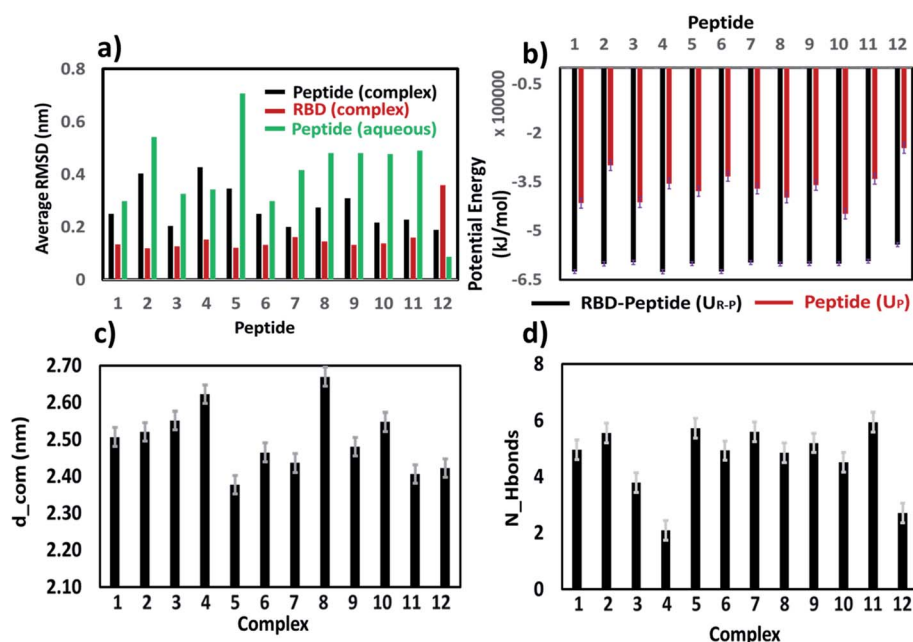 a)
0.8
0.6
0.4
0.2
0
Average RMSD (nm)
Peptide (complex)
RBD (complex)
Peptide (aqueous)
1 2 3 4 5 6 7 8 9 10 11 12
Peptide
b)
Peptide
1 2 3 4 5 6 7 8 9 10 11 12
-0.5
-2
-3.5
-5
-6.5
x 100000
Potential Energy
(kJ/mol)
RBD-Peptide (UR-P)
Peptide (UP)
c)
2.70
2.60
2.50
2.40
2.30
2.20
2.10
d_com (nm)
1 2 3 4 5 6 7 8 9 10 11 12
Complex
d)
8
6
4
2
0
N_Hbonds
1 2 3 4 5 6 7 8 9 10 11 12
Complex